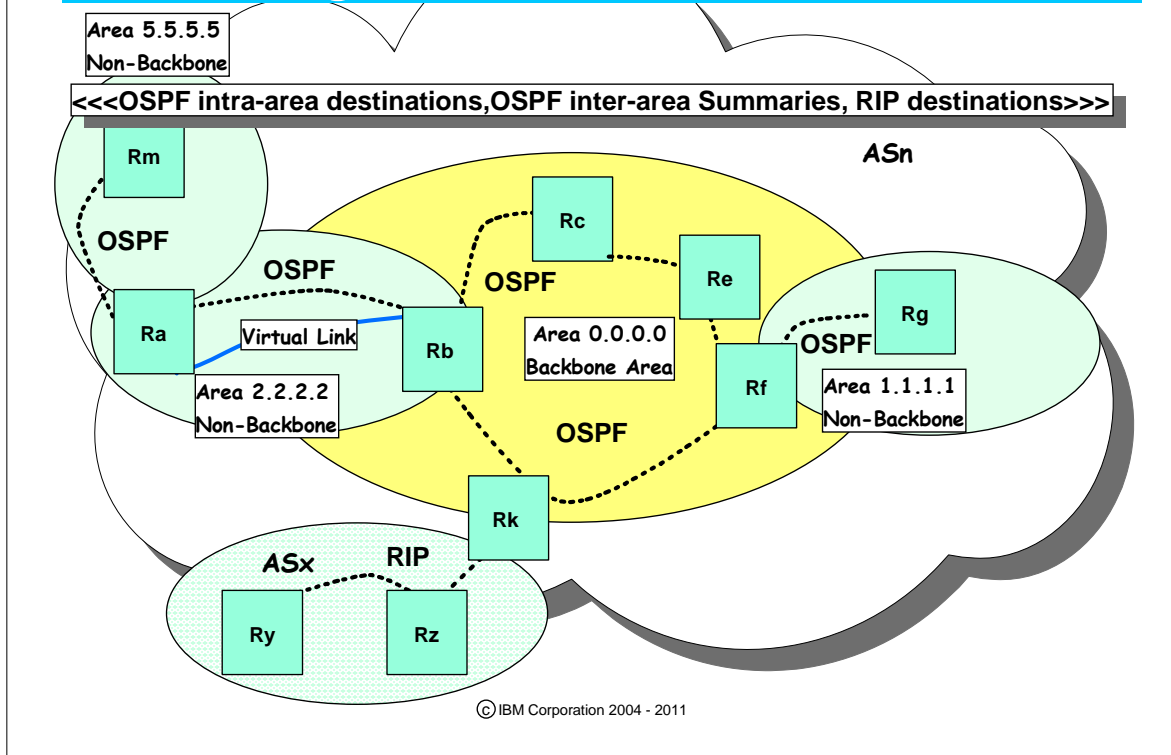 Area 5.5.5.5
Non-Backbone
<<<OSPF intra-area destinations,OSPF inter-area Summaries, RIP destinations>>>
ASn
Rm
Rc
OSPF
OSPF
OSPF
Re
Rg
Ra
Virtual Link
Rb
Area 0.0.0.0
Backbone Area
OSPF
Rf
Area 2.2.2.2
Non-Backbone
Area 1.1.1.1
Non-Backbone
OSPF
Rk
ASx
RIP
Ry
Rz
© IBM Corporation 2004 - 2011